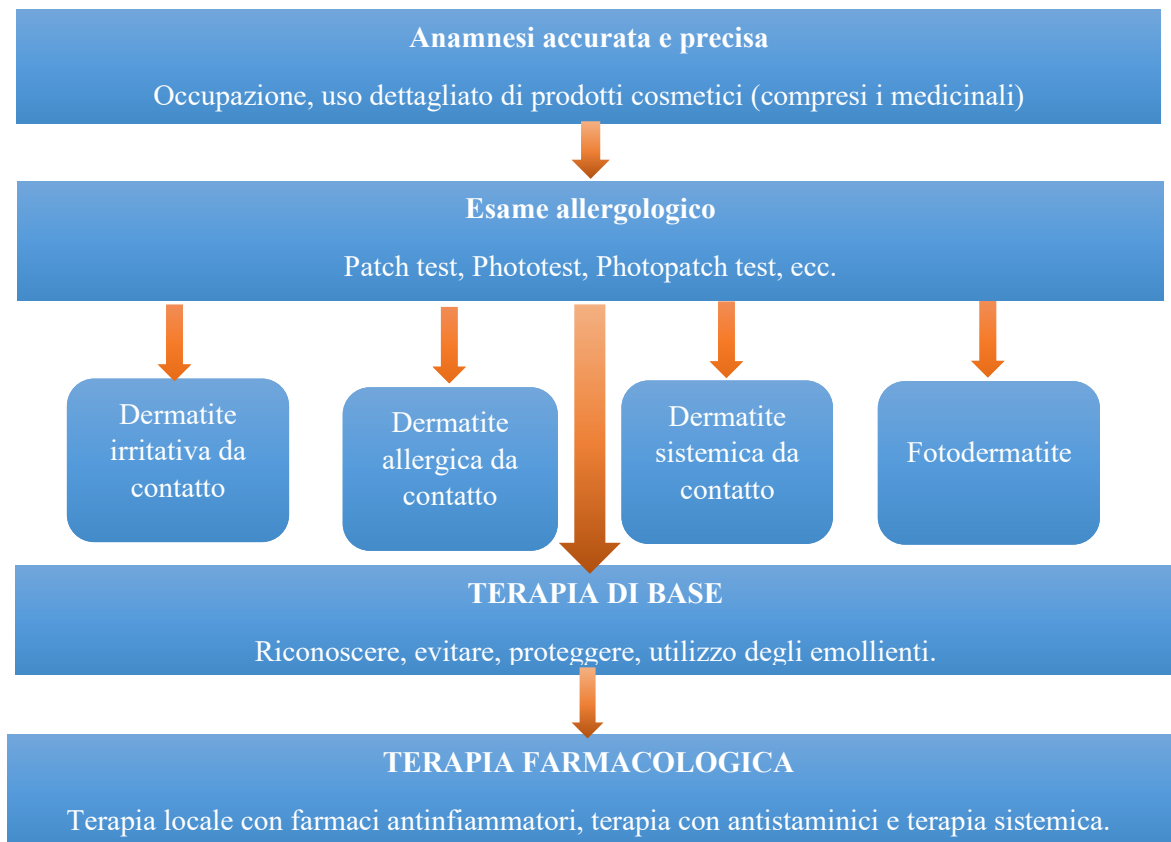 Anamnesi accurata e precisa
Occupazione, uso dettagliato di prodotti cosmetici (compresi i medicinali)
Esame allergologico
Patch test, Phototest, Photopatch test, ecc.
Dermatite
irritativa da
contatto
Dermatite
allergica da
contatto
Dermatite
sistemica da
contatto
Fotodermatite
TERAPIA DI BASE
Riconoscere, evitare, proteggere, utilizzo degli emollienti.
TERAPIA FARMACOLOGICA
Terapia locale con farmaci antinfiammatori, terapia con antistaminici e terapia sistemica.